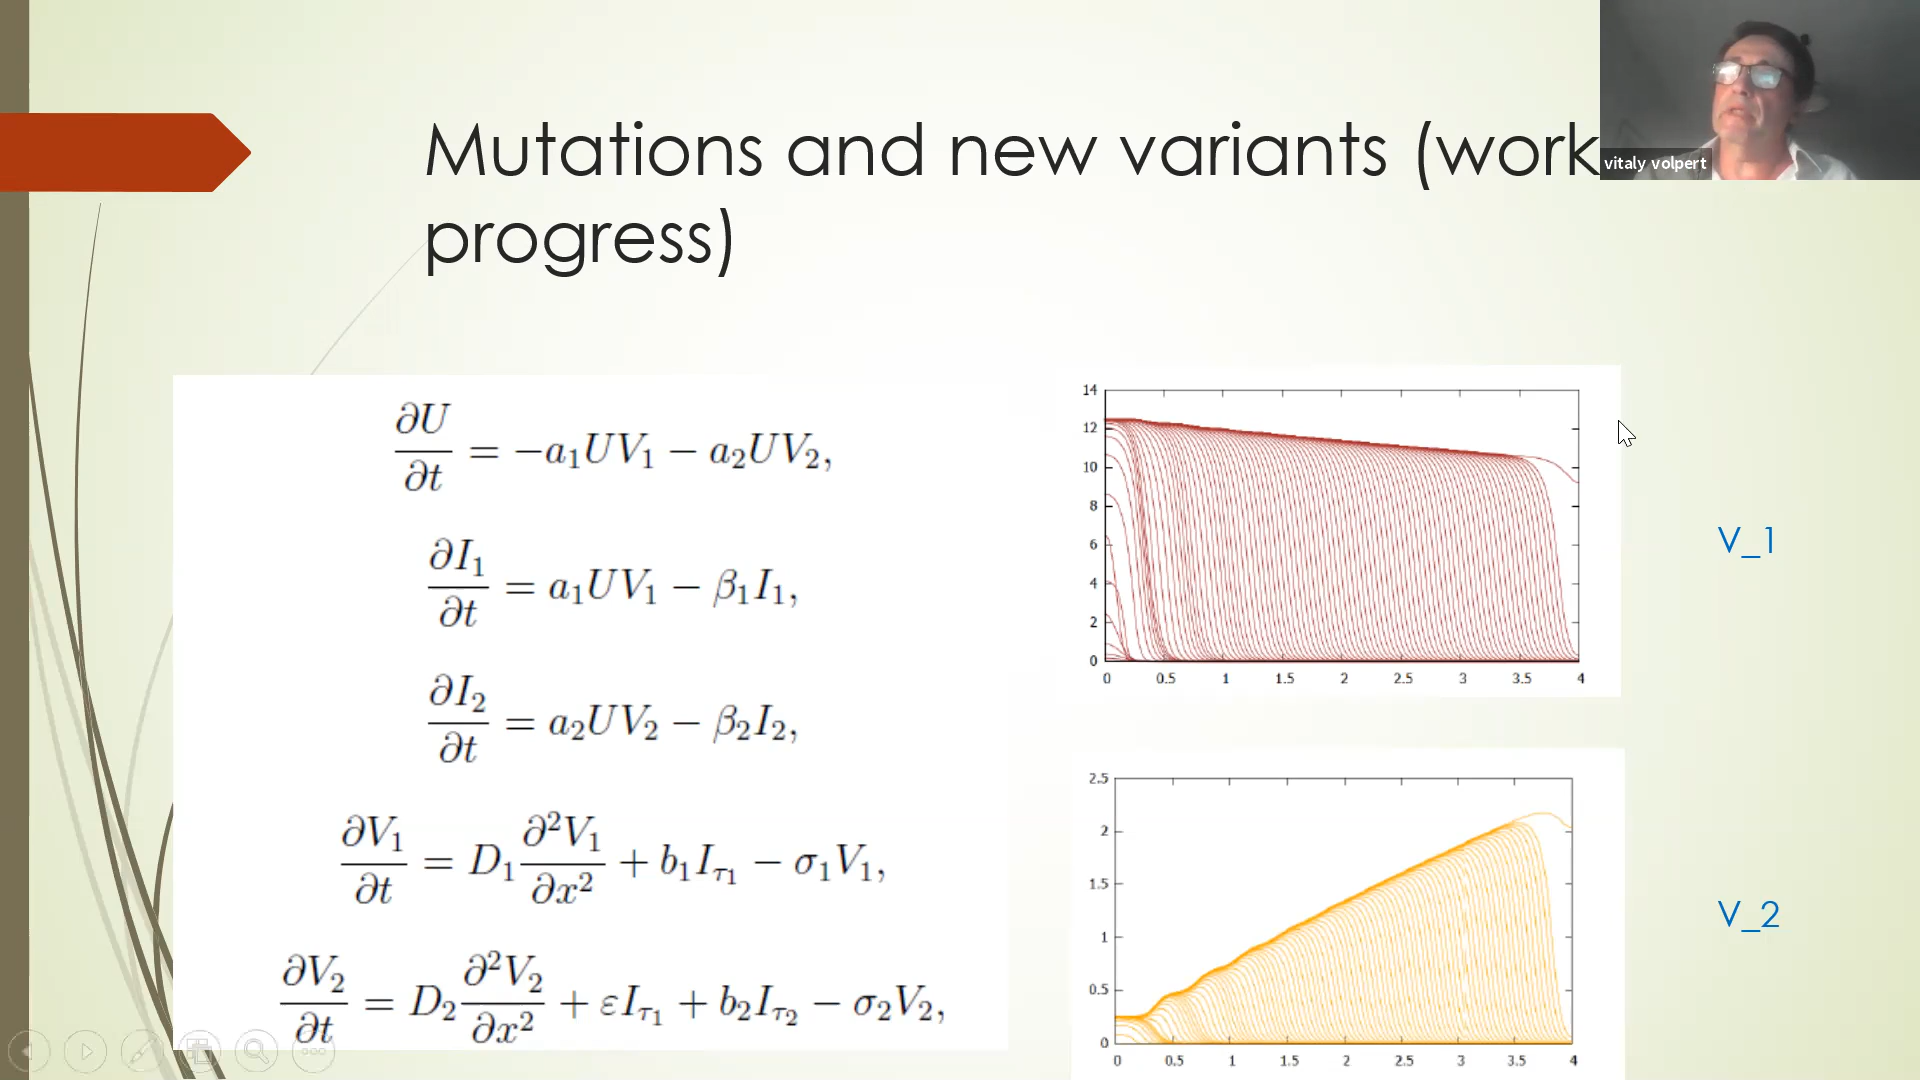 Mutations and new variants (work
progress)
vitaly volpert
∂U/∂t = −a₁UV₁ − a₂UV₂,
∂I₁/∂t = a₁UV₁ − β₁I₁,
∂I₂/∂t = a₂UV₂ − β₂I₂,
∂V₁/∂t = D₁ ∂²V₁/∂x² + b₁I_τ₁ − σ₁V₁,
∂V₂/∂t = D₂ ∂²V₂/∂x² + εI_τ₁ + b₂I_τ₂ − σ₂V₂,
14
12
10
8
6
4
2
0
0 0.5 1 1.5 2 2.5 3 3.5 4
V_1
2.5
2
1.5
1
0.5
0
0 0.5 1 1.5 2 2.5 3 3.5 4
V_2